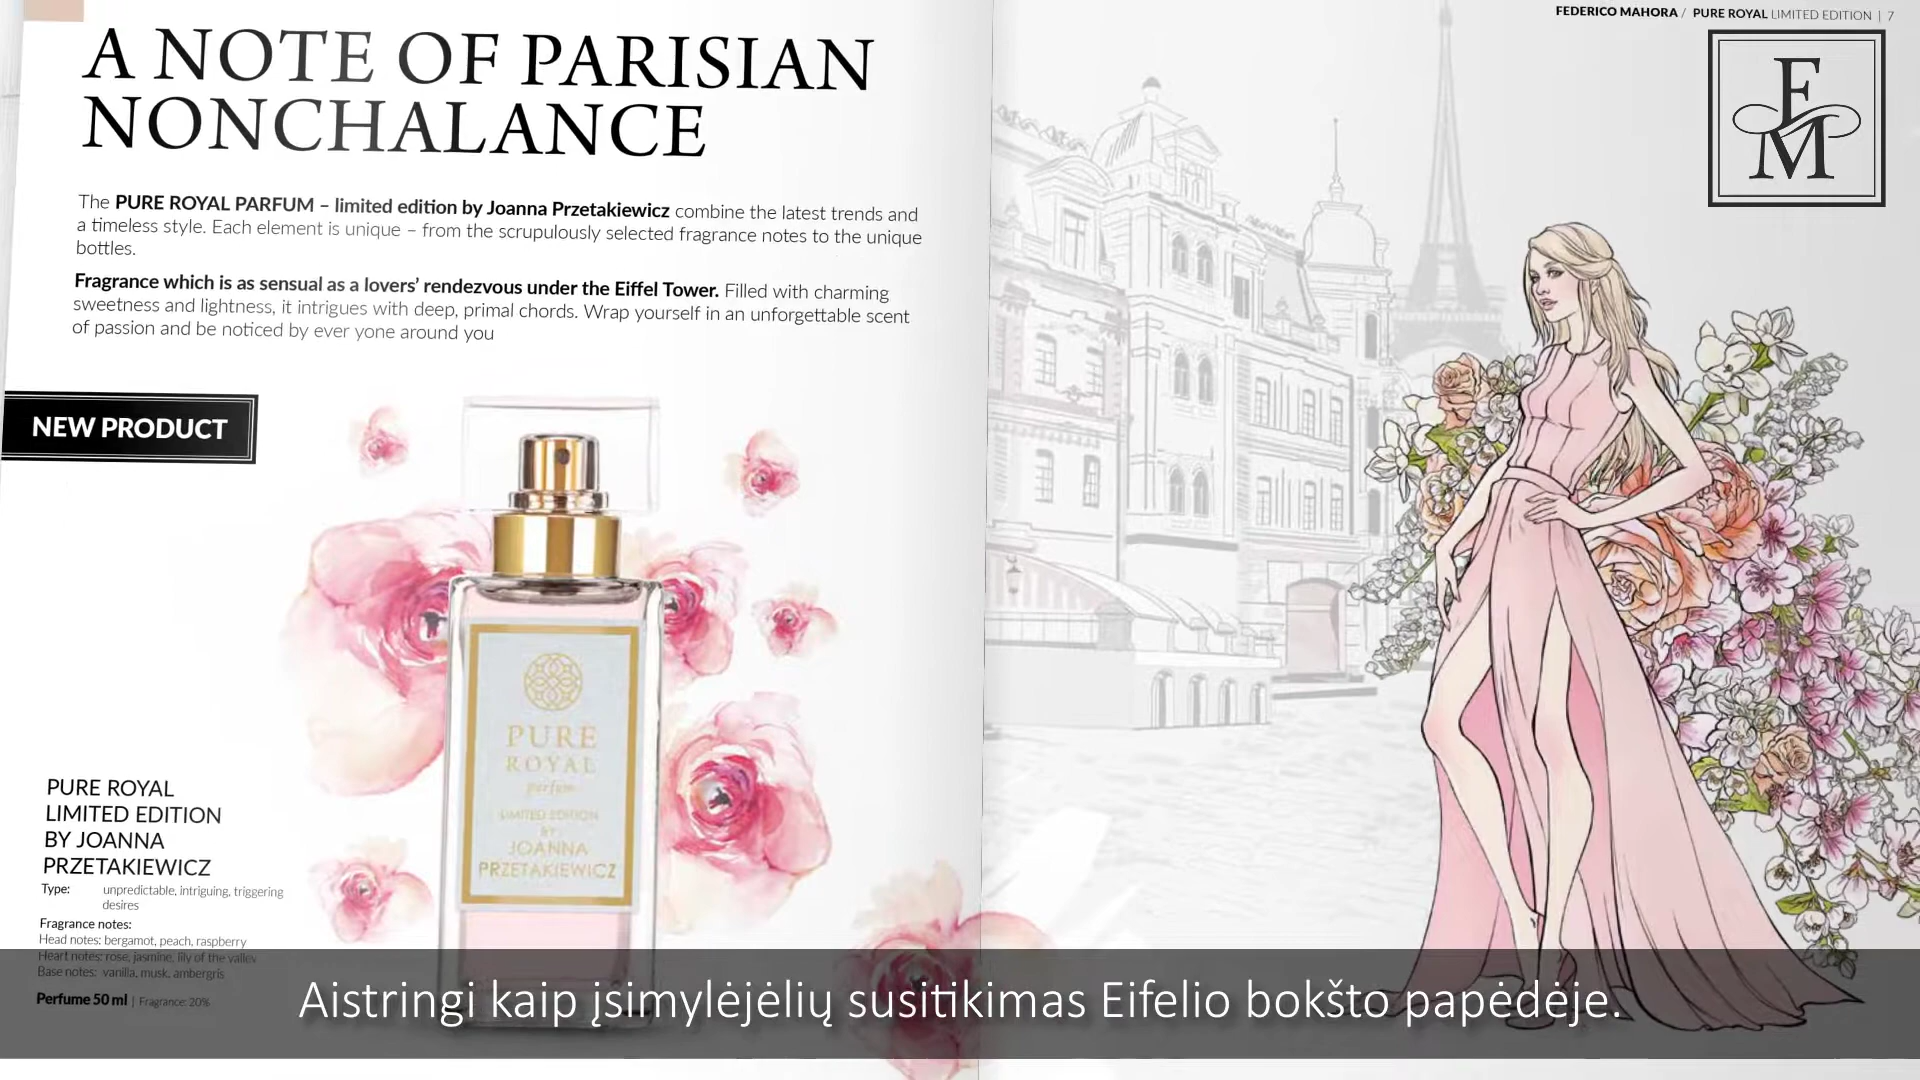 A NOTE OF PARISIAN
NONCHALANCE
The PURE ROYAL PARFUM – limited edition by Joanna Przetakiewicz combine the latest trends and
a timeless style. Each element is unique – from the scrupulously selected fragrance notes to the unique
bottles.
Fragrance which is as sensual as a lovers’ rendezvous under the Eiffel Tower. Filled with charming
sweetness and lightness, it intrigues with deep, primal chords. Wrap yourself in an unforgettable scent
of passion and be noticed by ever yone around you
NEW PRODUCT
PURE
ROYAL
parfum
LIMITED EDITION
BY
JOANNA
PRZETAKIEWICZ
PURE ROYAL
LIMITED EDITION
BY JOANNA
PRZETAKIEWICZ
Type: unpredictable, intriguing, triggering
desires
Fragrance notes:
Head notes: bergamot, peach, raspberry
Heart notes: rose, jasmine, lily of the valley
Base notes: vanilla, musk, ambergris
Perfume 50 ml | Fragrance: 20%
FEDERICO MAHORA / PURE ROYAL LIMITED EDITION | 7
FM
Aistringi kaip įsimylėjėlių susitikimas Eifelio bokšto papėdėje.